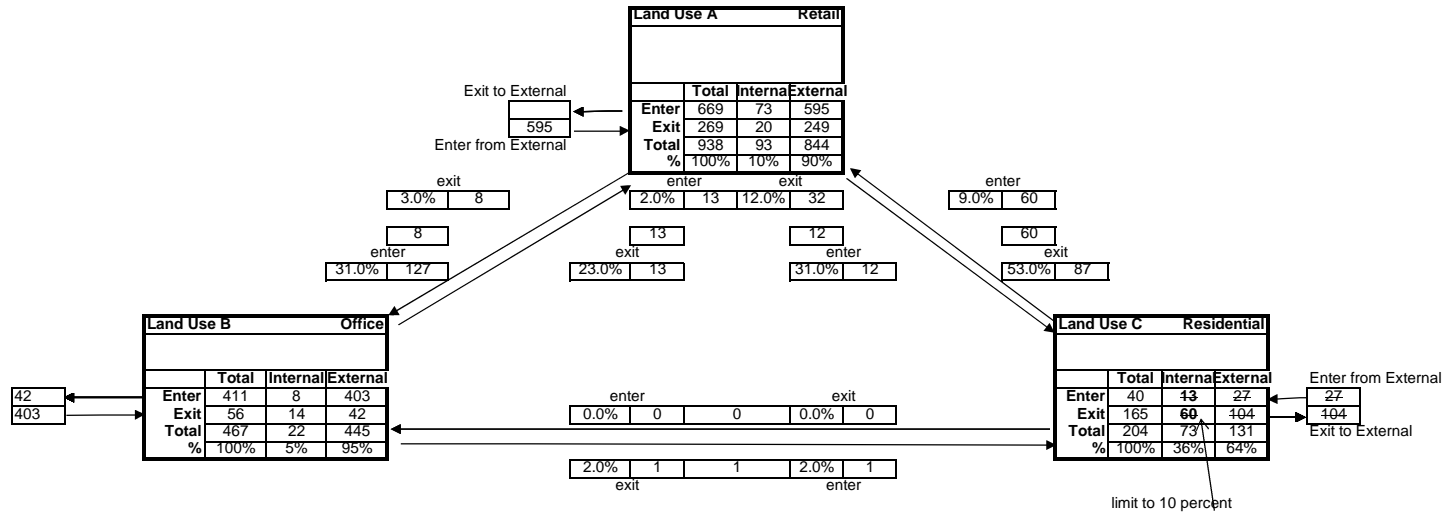 Land Use A Retail
Exit to External
Total Internal External
Enter 669 73 595
595 Exit 269 20 249
Enter from External Total 938 93 844
% 100% 10% 90%
exit enter exit enter
3.0% 8 2.0% 13 12.0% 32 9.0% 60
8 13 12 60
enter exit enter exit
31.0% 127 23.0% 13 31.0% 12 53.0% 87
Land Use B Office Land Use C Residential
Total Internal External Total Internal External Enter from External
42 Enter 411 8 403 enter exit Enter 40 13 27 27
403 Exit 56 14 42 0.0% 0 0 0.0% 0 Exit 165 60 104 104
Total 467 22 445 Total 204 73 131 Exit to External
% 100% 5% 95% % 100% 36% 64%
2.0% 1 1 2.0% 1
exit enter
limit to 10 percent